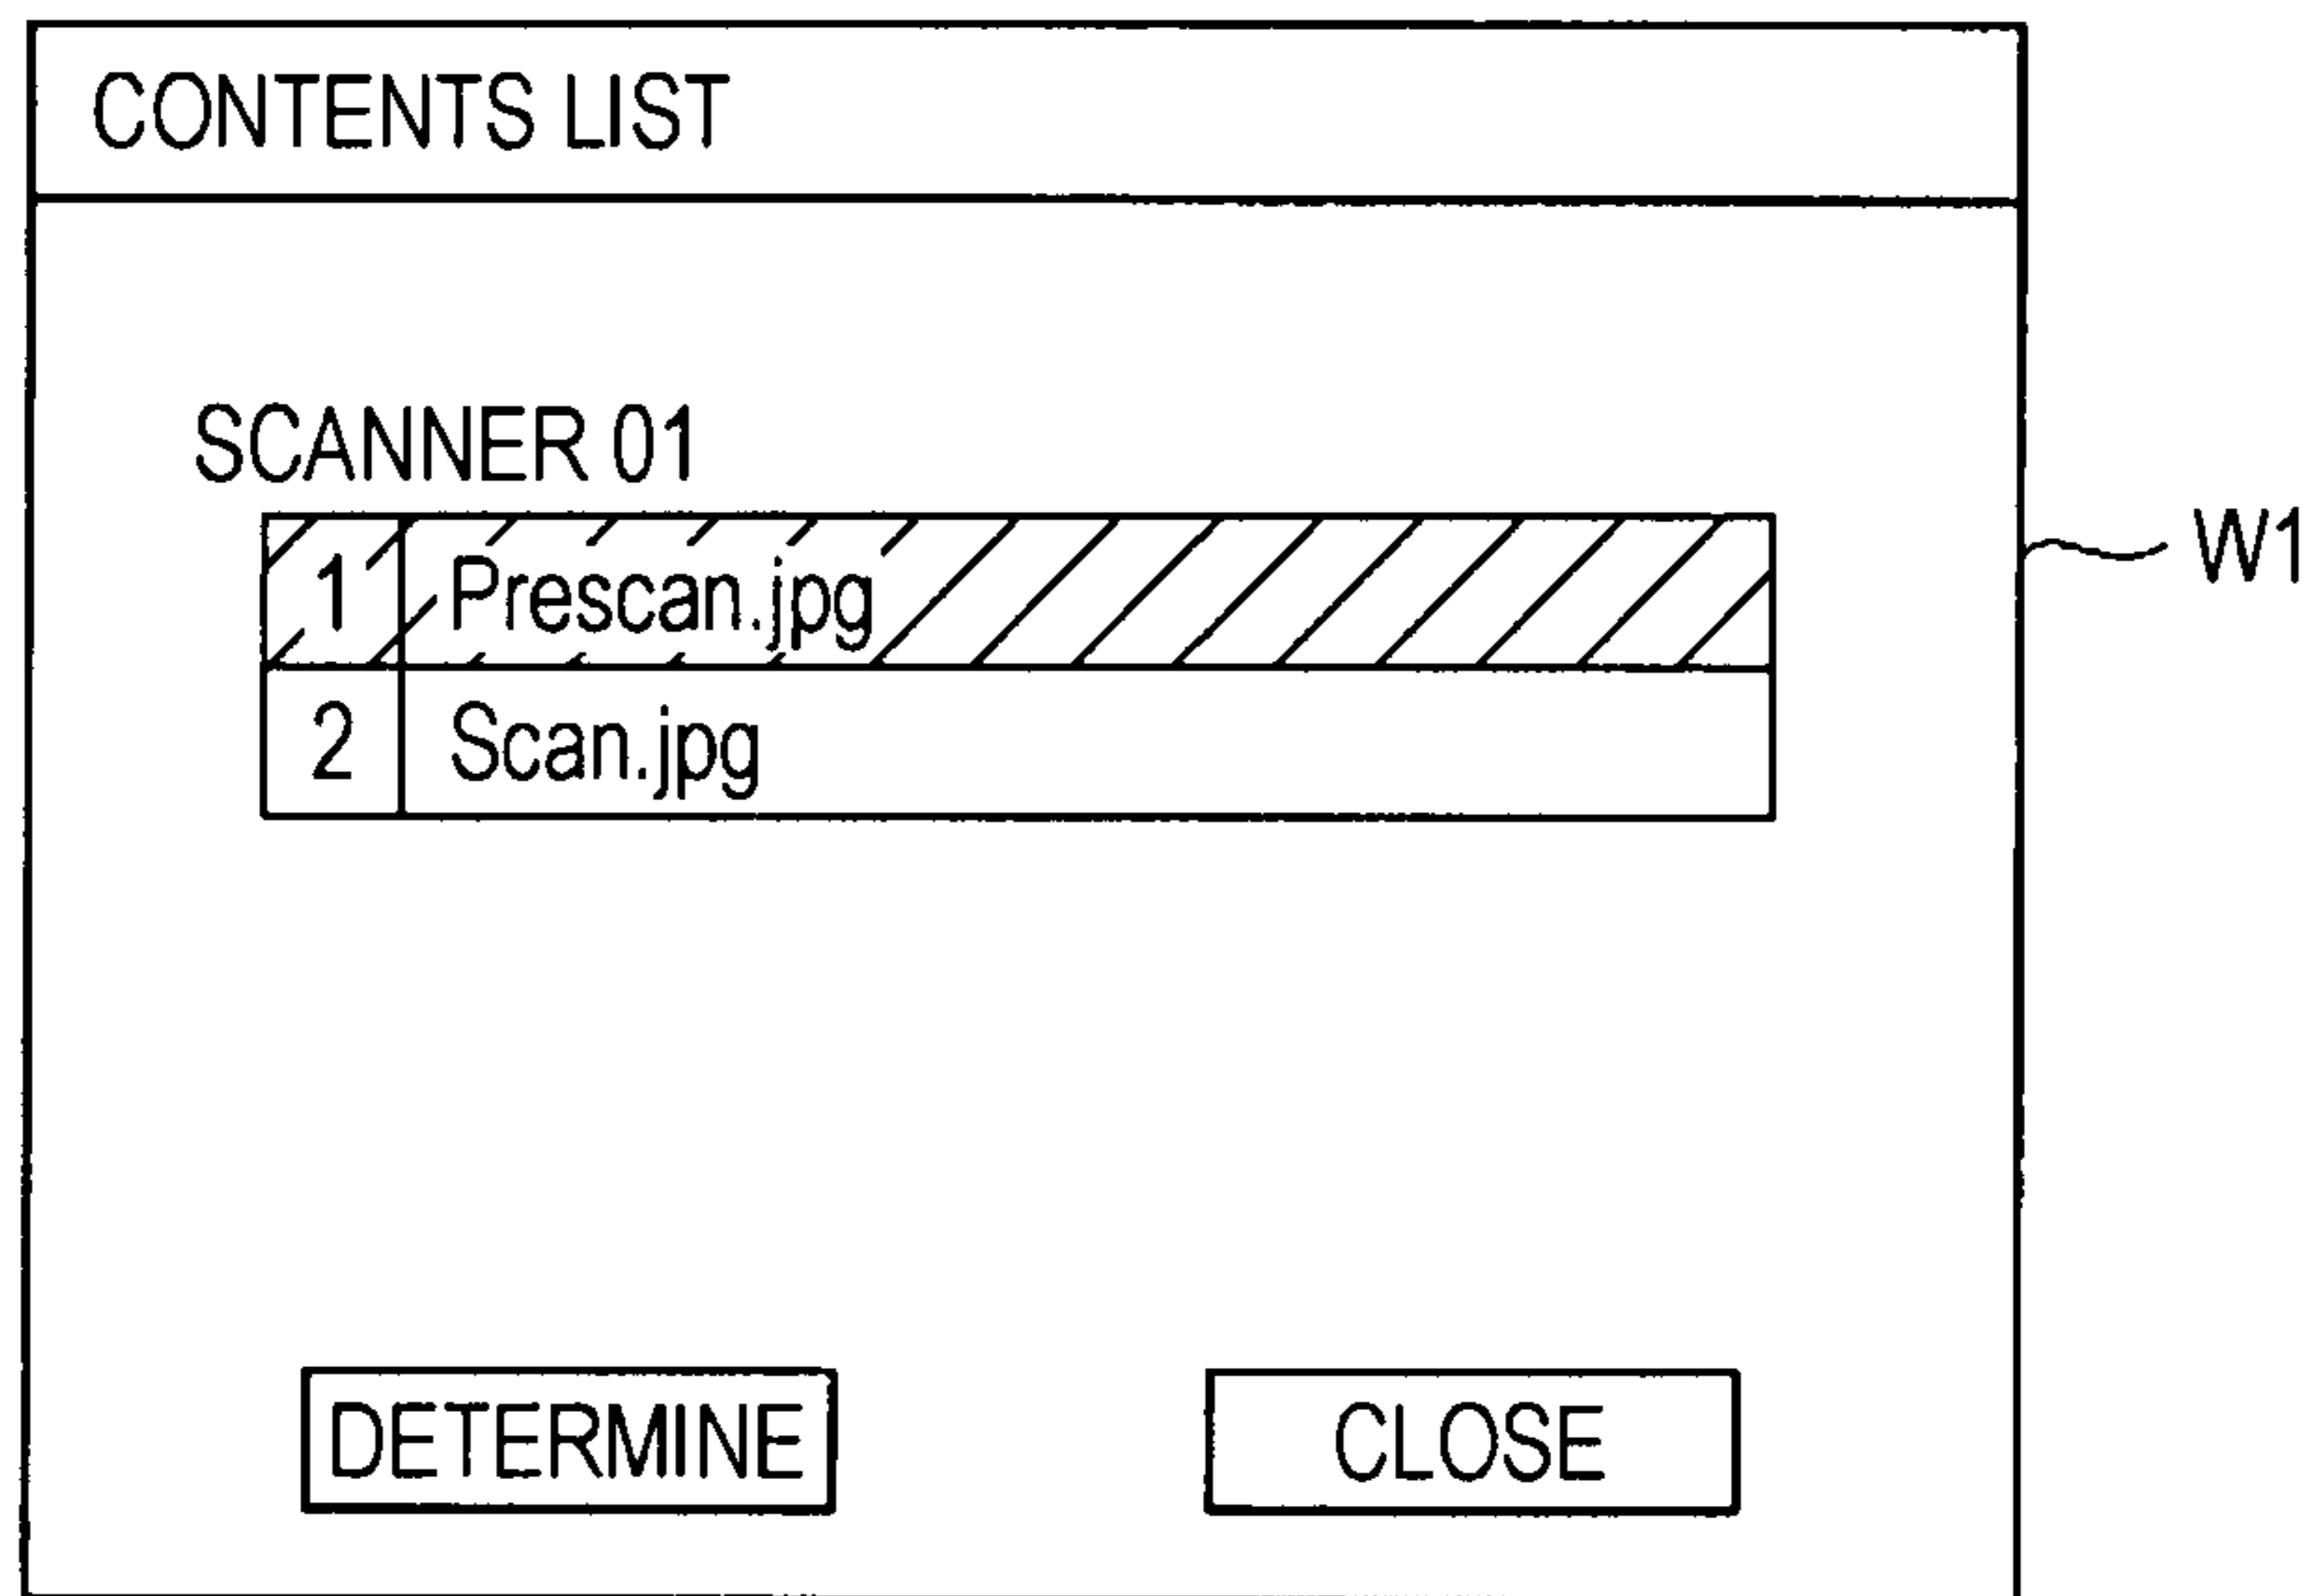 CONTENTS LIST
SCANNER 01
1 Prescan.jpg
W1
2 Scan.jpg
DETERMINE CLOSE